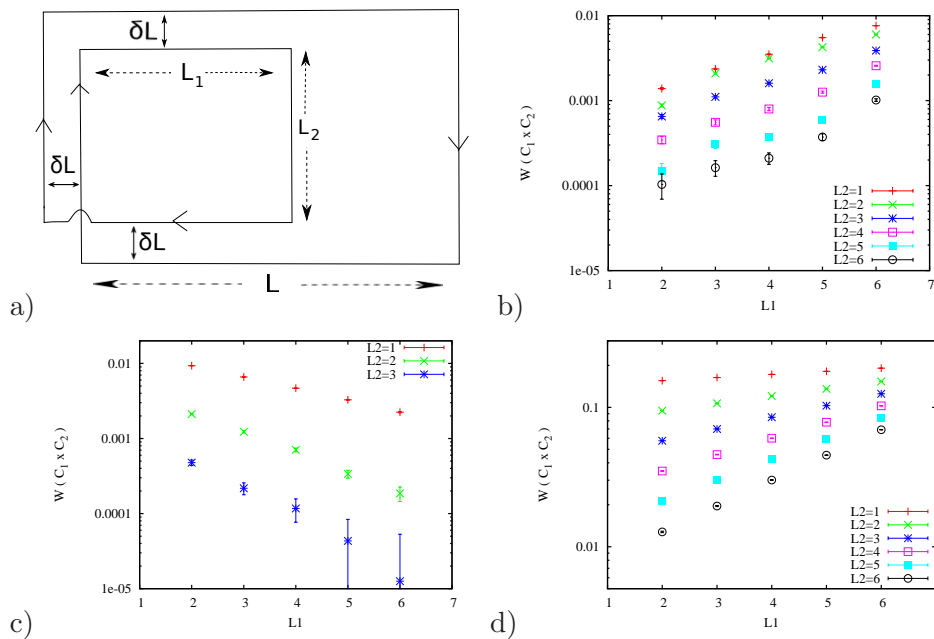 δL
δL
L₁
L₂
δL
L
a)
W ( C₁ x C₂ )
0.01
0.001
0.0001
1e-05
1 2 3 4 5 6 7
L1
L2=1
L2=2
L2=3
L2=4
L2=5
L2=6
b)
W ( C₁ x C₂ )
0.01
0.001
0.0001
1e-05
1 2 3 4 5 6 7
L1
L2=1
L2=2
L2=3
c)
W ( C₁ x C₂ )
0.1
0.01
1 2 3 4 5 6
L1
L2=1
L2=2
L2=3
L2=4
L2=5
L2=6
d)